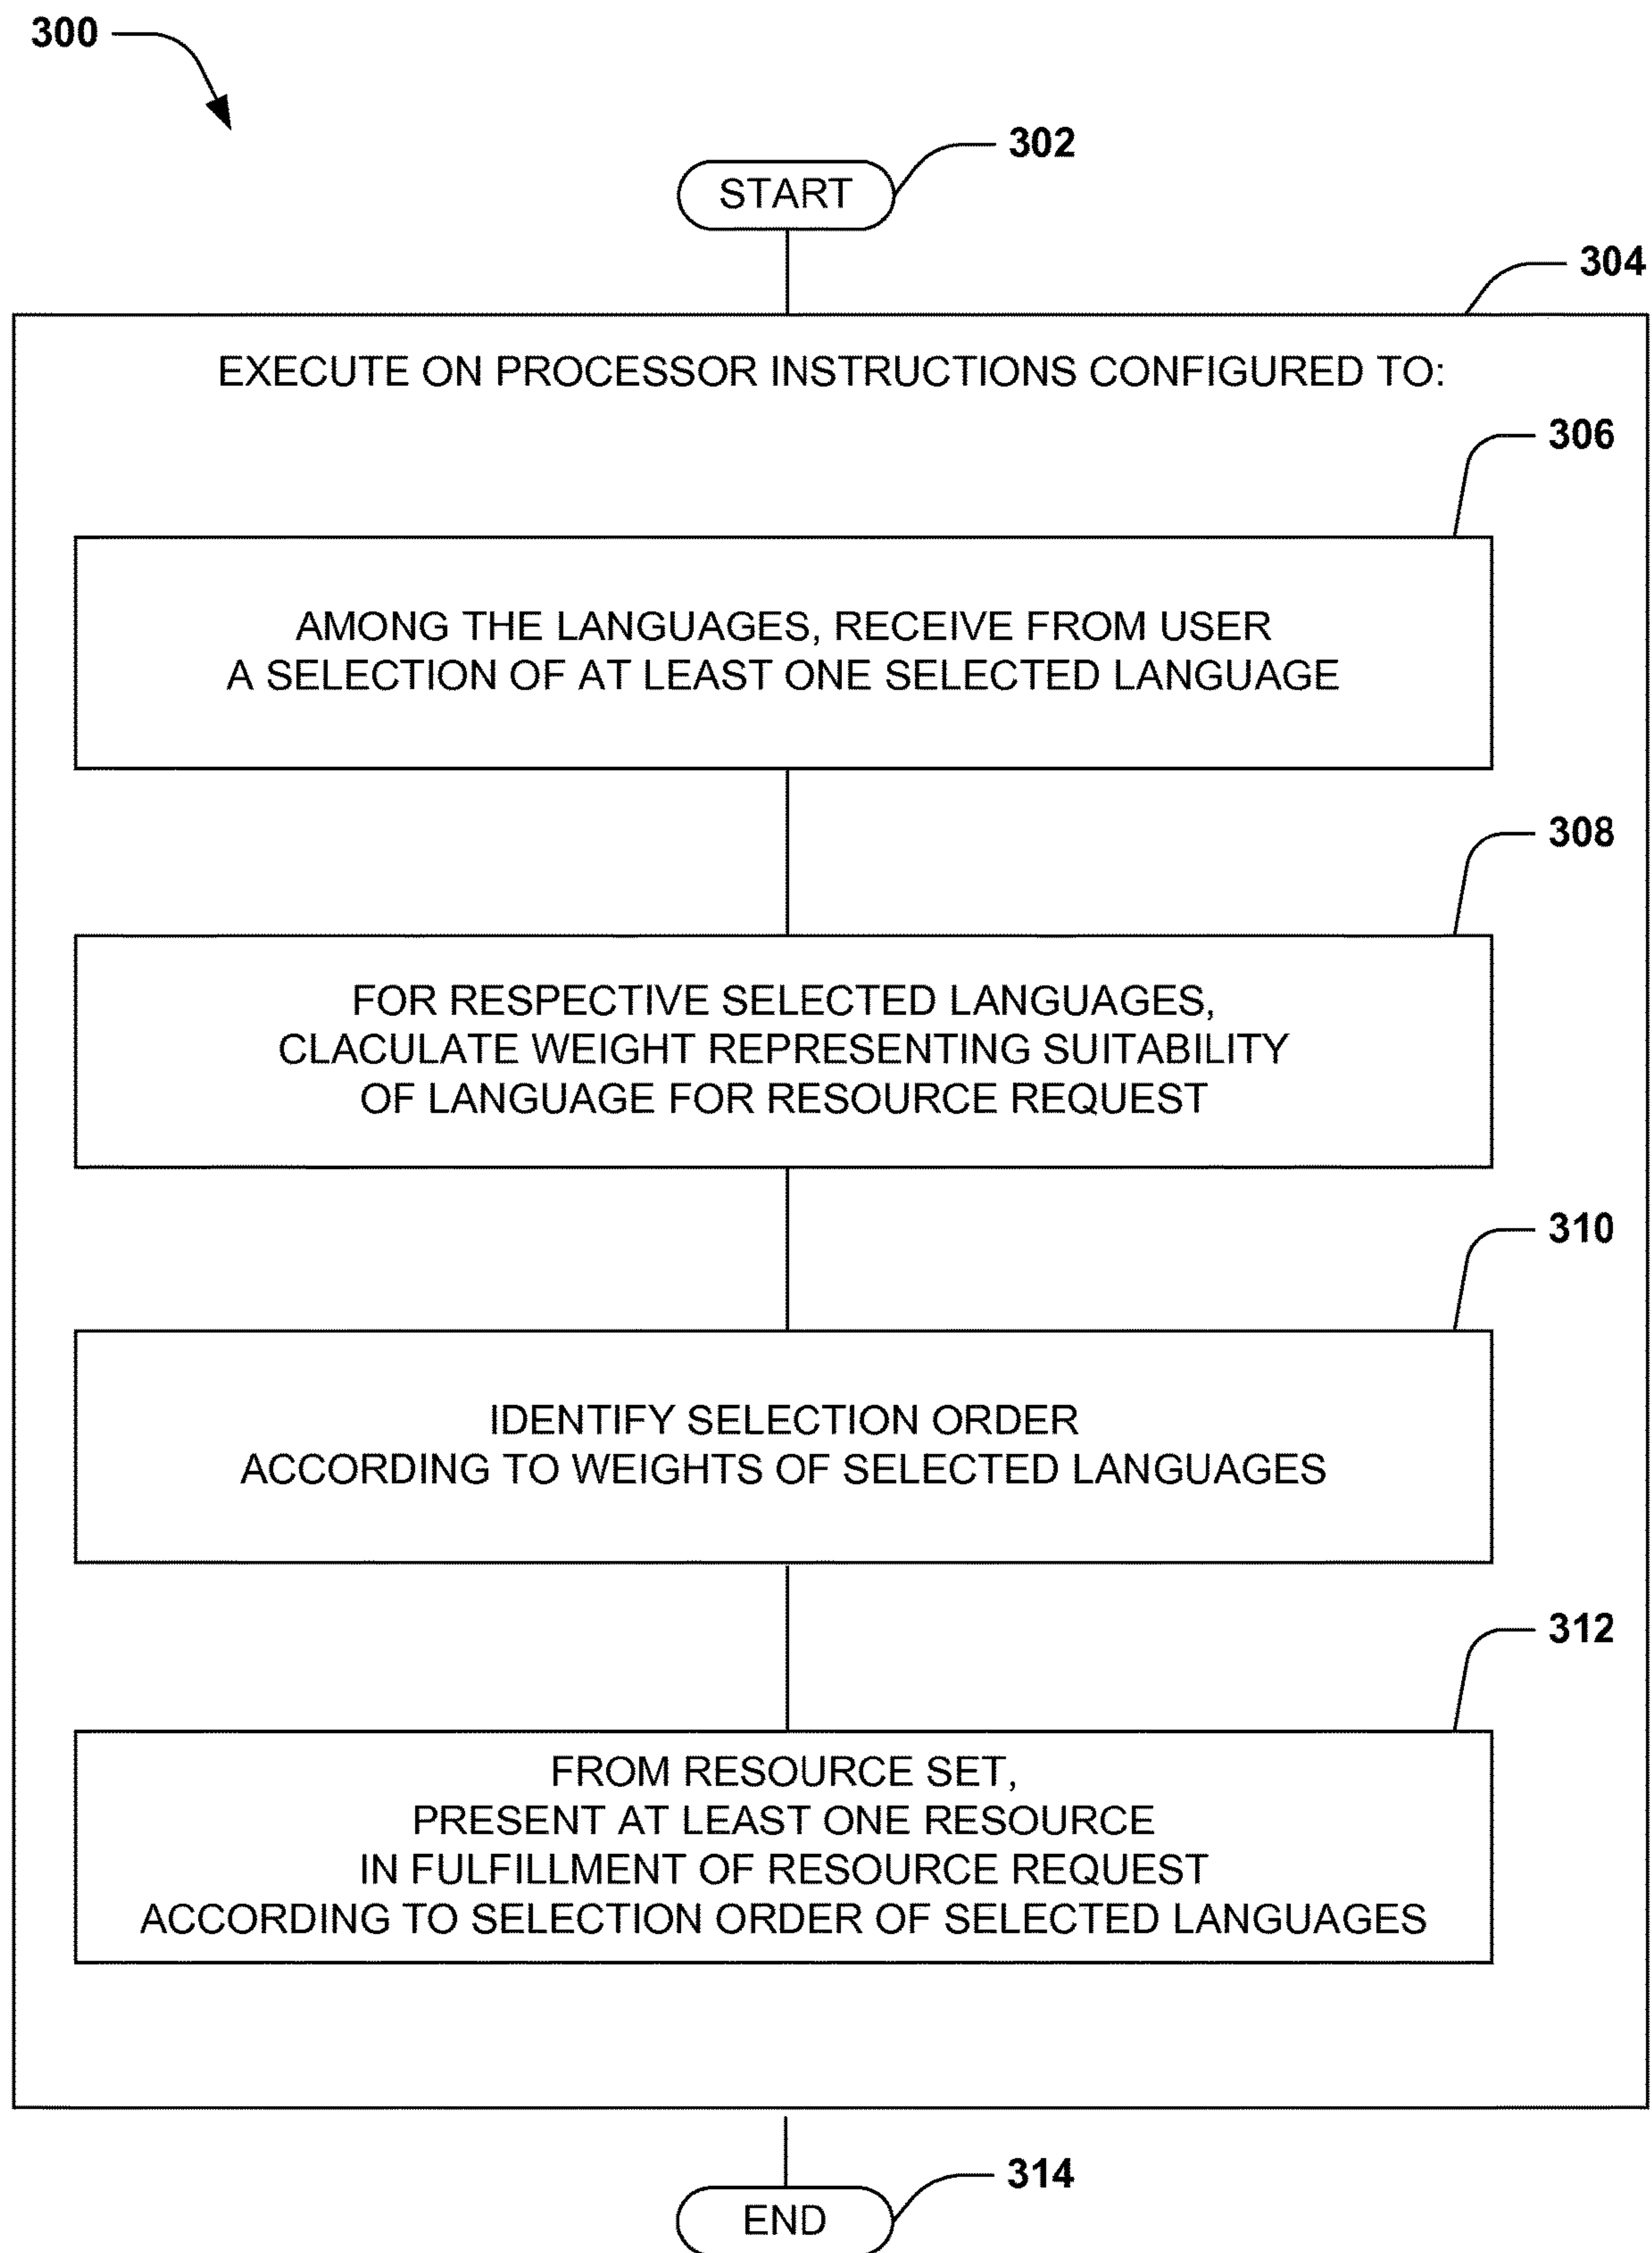 300
302
START
304
EXECUTE ON PROCESSOR INSTRUCTIONS CONFIGURED TO:
306
AMONG THE LANGUAGES, RECEIVE FROM USER
A SELECTION OF AT LEAST ONE SELECTED LANGUAGE
308
FOR RESPECTIVE SELECTED LANGUAGES,
CLACULATE WEIGHT REPRESENTING SUITABILITY
OF LANGUAGE FOR RESOURCE REQUEST
310
IDENTIFY SELECTION ORDER
ACCORDING TO WEIGHTS OF SELECTED LANGUAGES
312
FROM RESOURCE SET,
PRESENT AT LEAST ONE RESOURCE
IN FULFILLMENT OF RESOURCE REQUEST
ACCORDING TO SELECTION ORDER OF SELECTED LANGUAGES
314
END